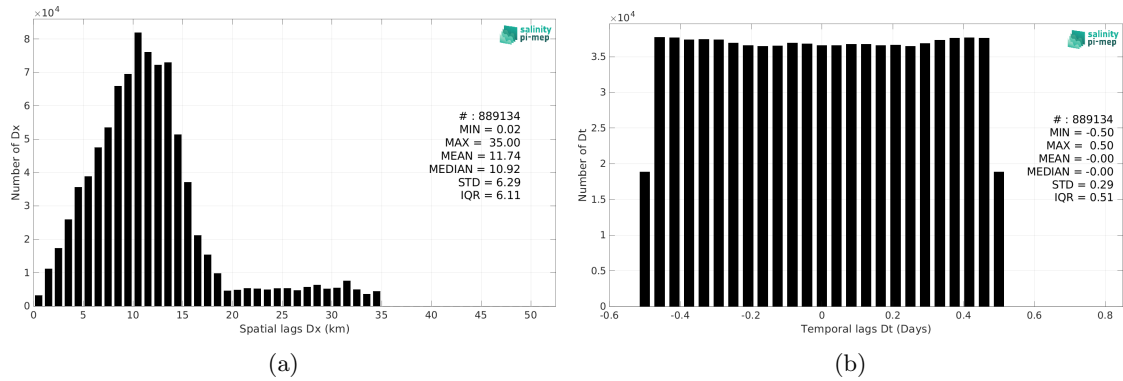 ×10⁴
8
7
6
5
4
3
2
1
0
Number of Dx
salinity
pi-mep
# : 889134
MIN = 0.02
MAX = 35.00
MEAN = 11.74
MEDIAN = 10.92
STD = 6.29
IQR = 6.11
0 5 10 15 20 25 30 35 40 45 50
Spatial lags Dx (km)
(a)
×10⁴
3.5
3
2.5
2
1.5
1
0.5
0
Number of Dt
salinity
pi-mep
# : 889134
MIN = -0.50
MAX = 0.50
MEAN = -0.00
MEDIAN = -0.00
STD = 0.29
IQR = 0.51
-0.6 -0.4 -0.2 0 0.2 0.4 0.6 0.8
Temporal lags Dt (Days)
(b)